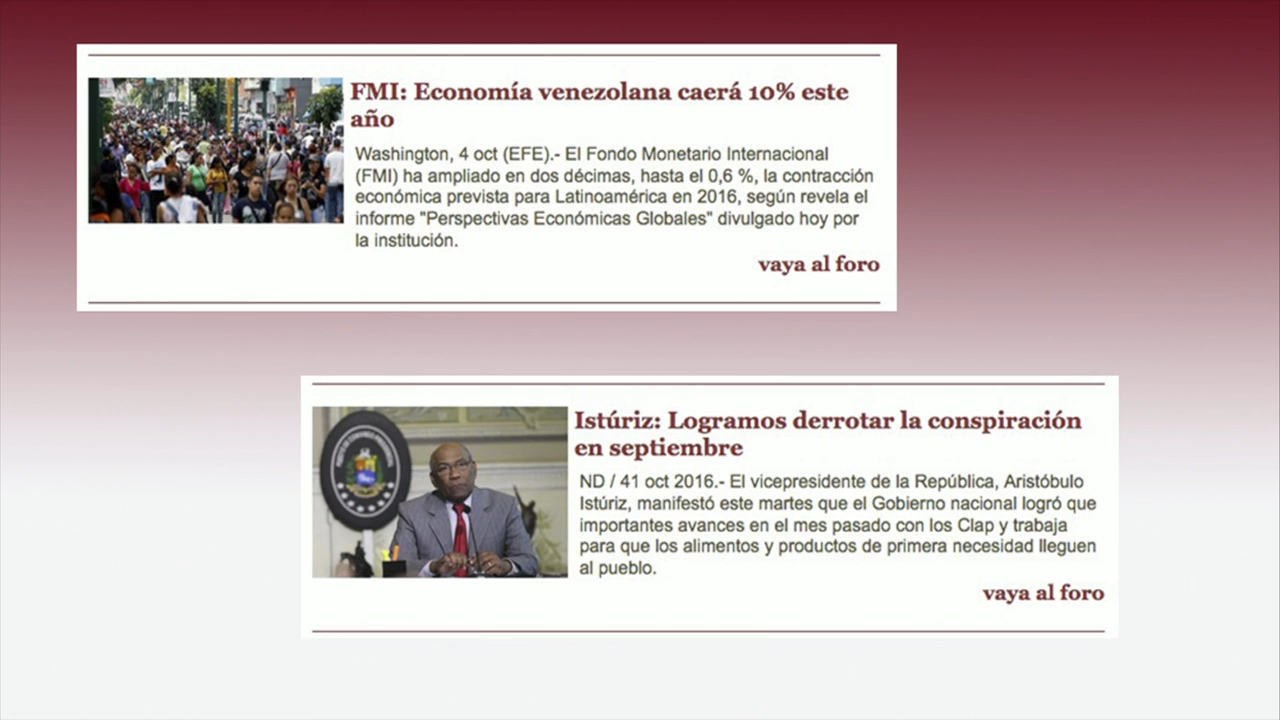 FMI: Economía venezolana caerá 10% este
año
Washington, 4 oct (EFE).- El Fondo Monetario Internacional
(FMI) ha ampliado en dos décimas, hasta el 0,6 %, la contracción
económica prevista para Latinoamérica en 2016, según revela el
informe "Perspectivas Económicas Globales" divulgado hoy por
la institución.
vaya al foro
Istúriz: Logramos derrotar la conspiración
en septiembre
ND / 41 oct 2016.- El vicepresidente de la República, Aristóbulo
Istúriz, manifestó este martes que el Gobierno nacional logró que
importantes avances en el mes pasado con los Clap y trabaja
para que los alimentos y productos de primera necesidad lleguen
al pueblo.
vaya al foro